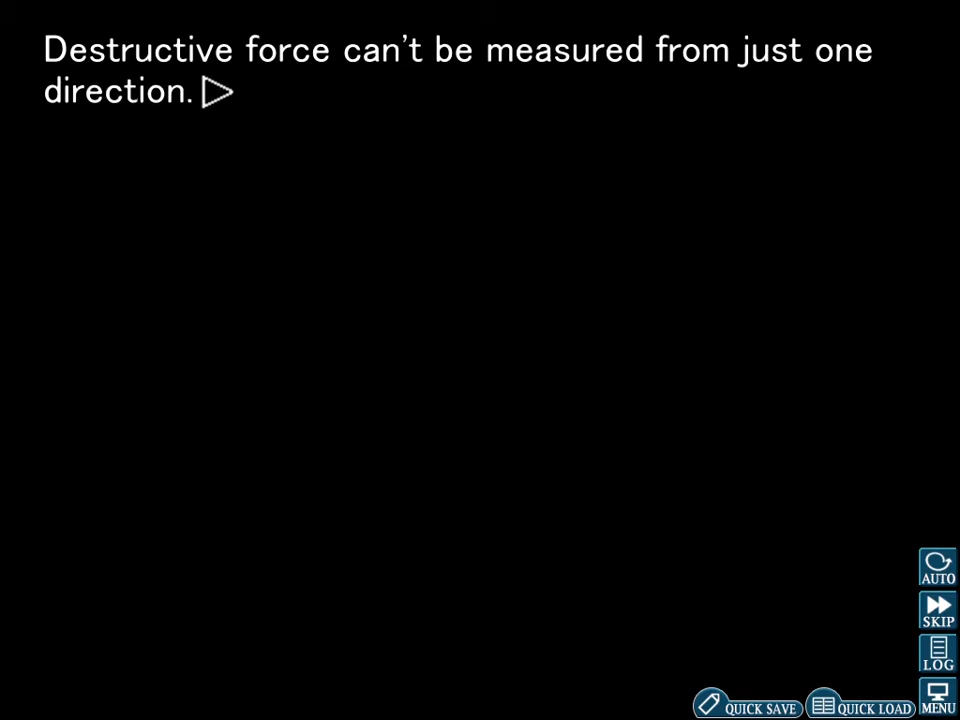 Destructive force can't be measured from just one
direction.
AUTO
SKIP
LOG
QUICK SAVE
QUICK LOAD
MENU